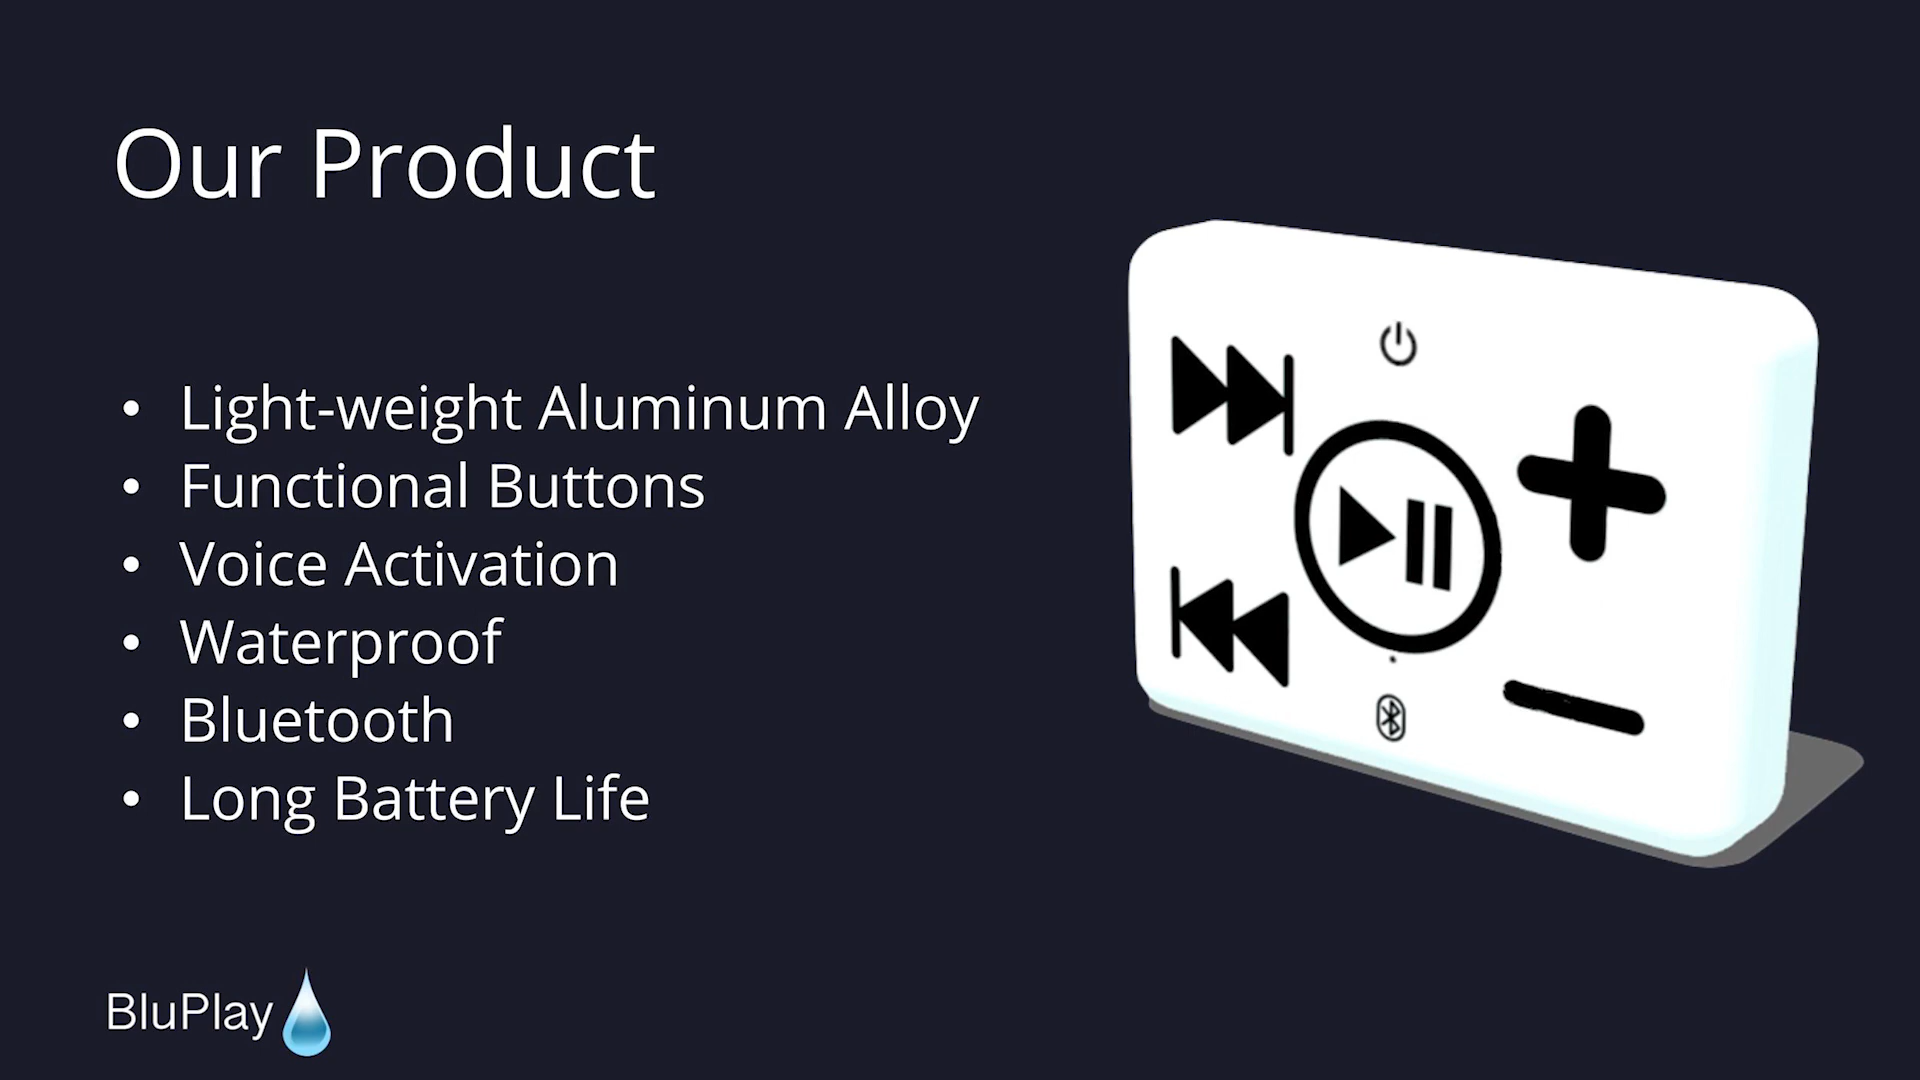 Our Product
• Light-weight Aluminum Alloy
• Functional Buttons
• Voice Activation
• Waterproof
• Bluetooth
• Long Battery Life
BluPlay